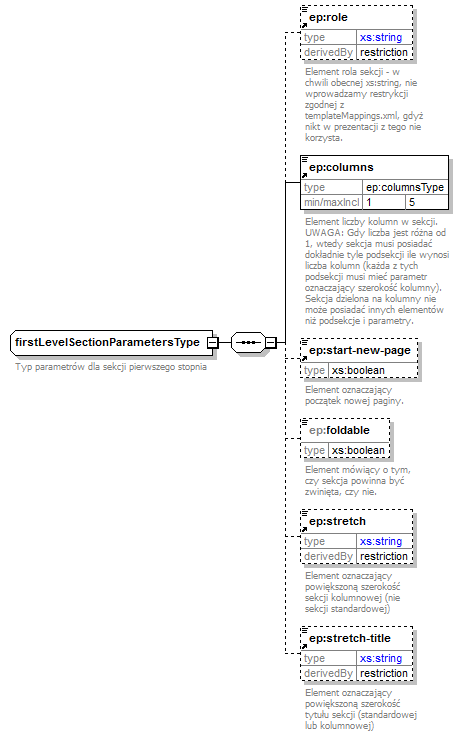 ep:role
type xs:string
derivedBy restriction
Element rola sekcji - w
chwili obecnej xs:string, nie
wprowadzamy restrykcji
zgodnej z
templateMappings.xml, gdyż
nikt w prezentacji z tego nie
korzysta.
ep:columns
type ep:columnsType
min/maxIncl 1 5
Element liczby kolumn w sekcji.
UWAGA: Gdy liczba jest różna od
1, wtedy sekcja musi posiadać
dokładnie tyle podsekcji ile wynosi
liczba kolumn (każda z tych
podsekcji musi mieć parametr
oznaczający szerokość kolumny).
Sekcja dzielona na kolumny nie
może posiadać innych elementów
niż podsekcje i parametry.
firstLevelSectionParametersType
Typ parametrów dla sekcji pierwszego stopnia
ep:start-new-page
type xs:boolean
Element oznaczający
początek nowej paginy.
ep:foldable
type xs:boolean
Element mówiący o tym,
czy sekcja powinna być
zwinięta, czy nie.
ep:stretch
type xs:string
derivedBy restriction
Element oznaczający
powiększoną szerokość
sekcji kolumnowej (nie
sekcji standardowej)
ep:stretch-title
type xs:string
derivedBy restriction
Element oznaczający
powiększoną szerokość
tytułu sekcji (standardowej
lub kolumnowej)